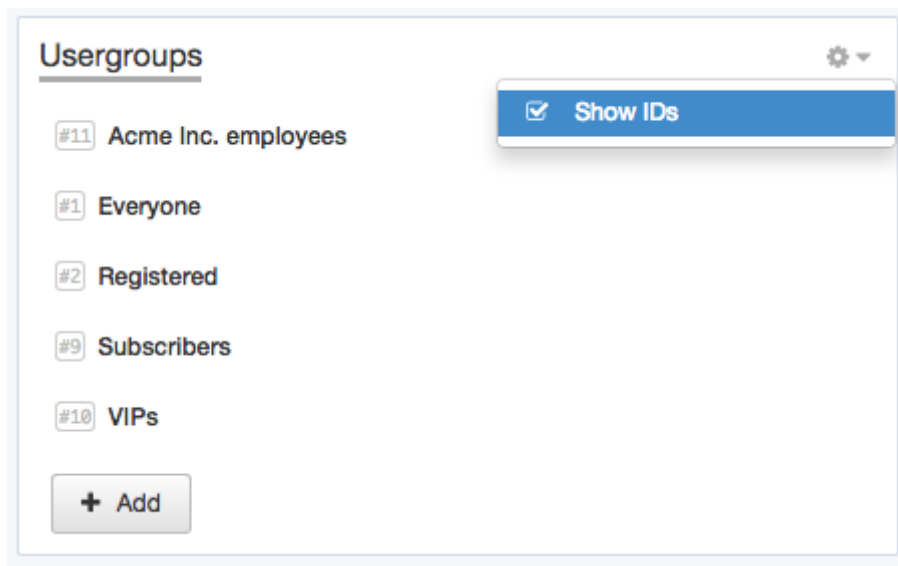 Usergroups
Show IDs
#11 Acme Inc. employees
#1 Everyone
#2 Registered
#9 Subscribers
#10 VIPs
+ Add